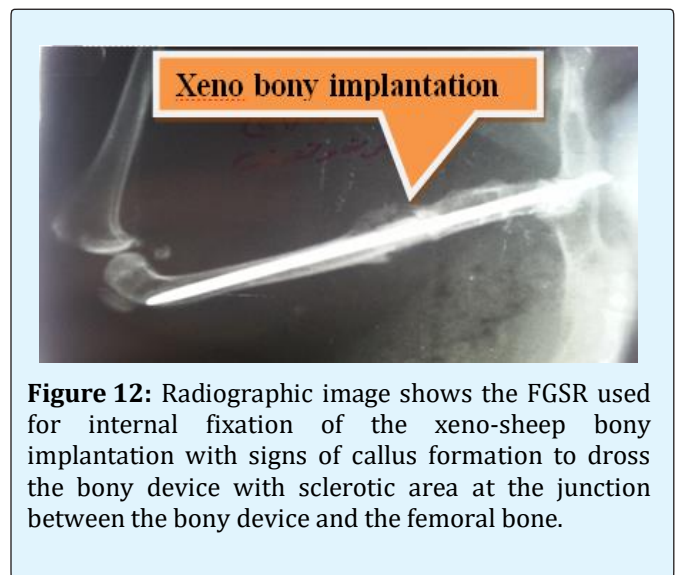 Xeno bony implantation
Figure 12: Radiographic image shows the FGSR used
for internal fixation of the xeno-sheep bony
implantation with signs of callus formation to dross
the bony device with sclerotic area at the junction
between the bony device and the femoral bone.